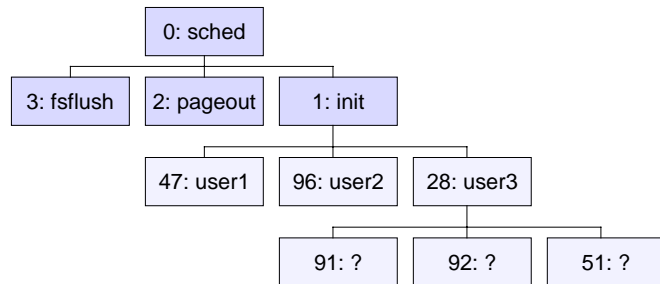 0: sched
3: fsflush
2: pageout
1: init
47: user1
96: user2
28: user3
91: ?
92: ?
51: ?